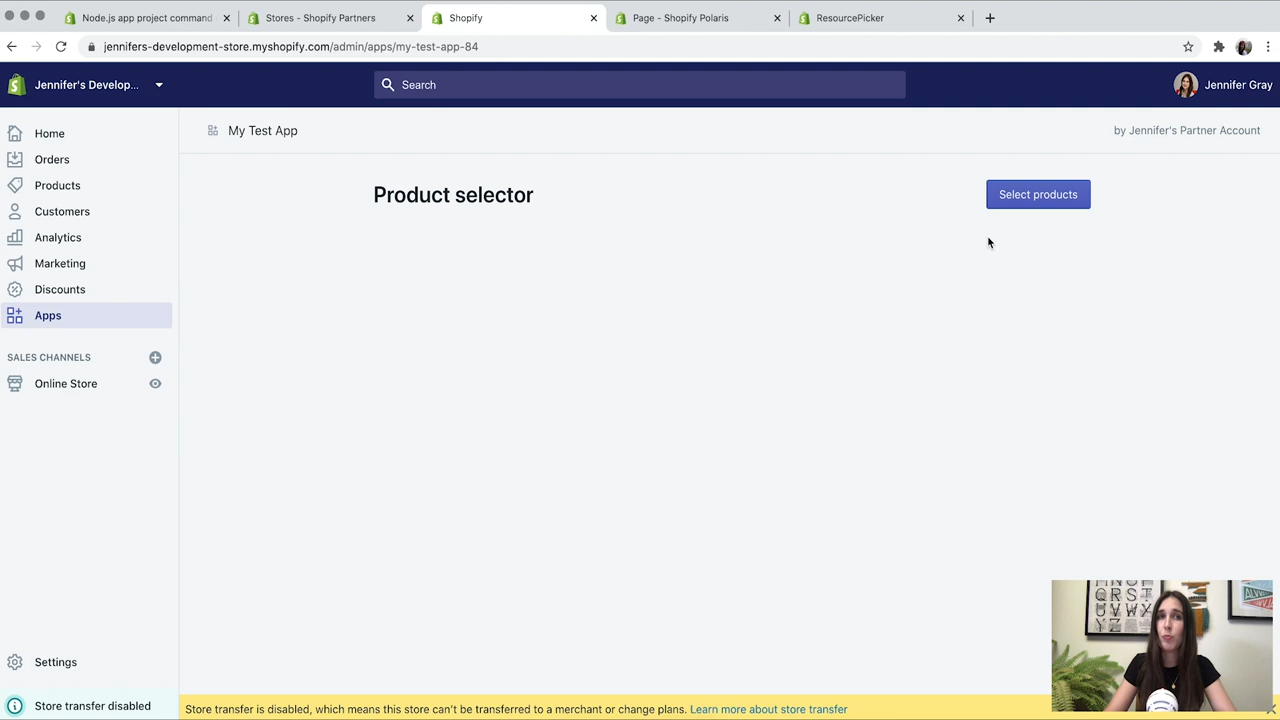 Node.js app project command
Stores - Shopify Partners
Shopify
Page - Shopify Polaris
ResourcePicker
jennifers-development-store.myshopify.com/admin/apps/my-test-app-84
Jennifer's Develop...
Search
Jennifer Gray
Home
Orders
Products
Customers
Analytics
Marketing
Discounts
Apps
SALES CHANNELS
Online Store
Settings
Store transfer disabled
My Test App
by Jennifer's Partner Account
Product selector
Select products
QRST
UVWX
Store transfer is disabled, which means this store can't be transferred to a merchant or change plans. Learn more about store transfer